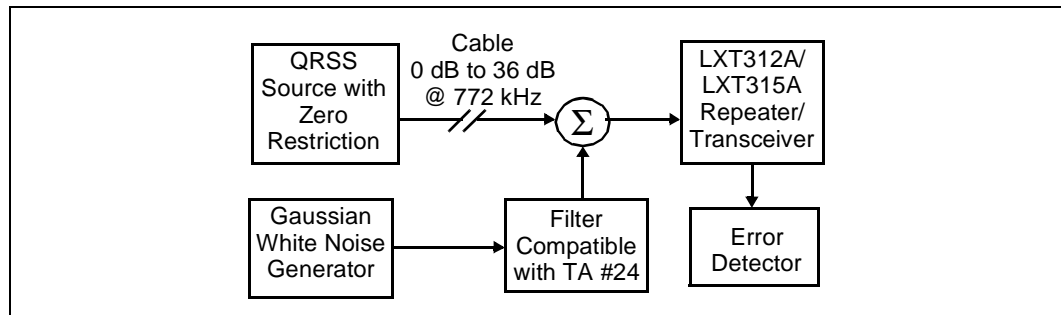 QRSS
Source with
Zero
Restriction
Cable
0 dB to 36 dB
@ 772 kHz
Σ
LXT312A/
LXT315A
Repeater/
Transceiver
Gaussian
White Noise
Generator
Filter
Compatible
with TA #24
Error
Detector